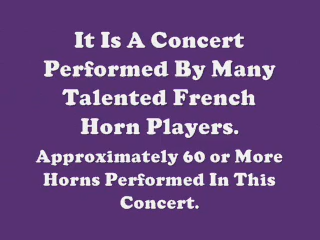 It Is A Concert
Performed By Many
Talented French
Horn Players.
Approximately 60 or More
Horns Performed In This
Concert.